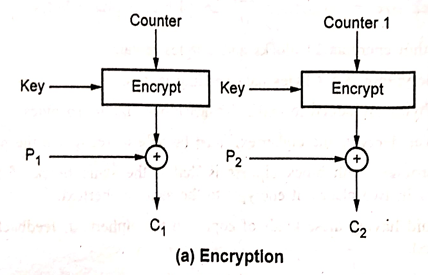 Counter Counter 1
Key Encrypt Key Encrypt
P1 + P2 +
C1 C2
(a) Encryption